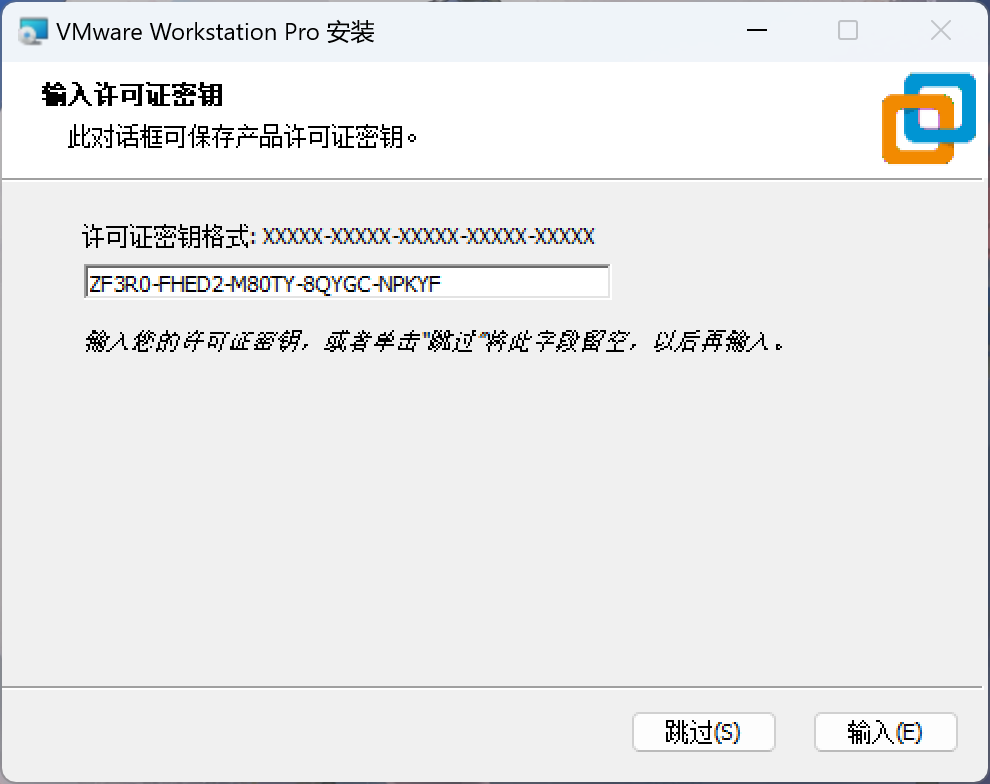 VMware Workstation Pro 安装
输入许可证密钥
此对话框可保存产品许可证密钥。
许可证密钥格式: XXXXX-XXXXX-XXXXX-XXXXX-XXXXX
ZF3R0-FHED2-M80TY-8QYGC-NPKYF
输入您的许可证密钥，或者单击"跳过"将此字段留空，以后再输入。
跳过(S)
输入(E)